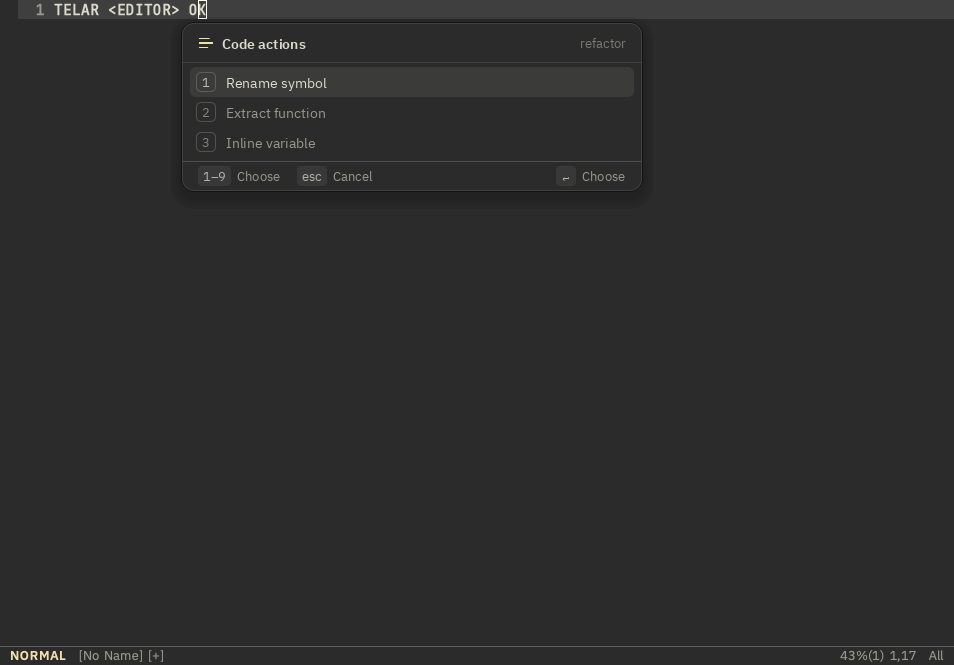 1 TELAR <EDITOR> OK
Code actions refactor
1 Rename symbol
2 Extract function
3 Inline variable
1–9 Choose esc Cancel ↵ Choose
NORMAL [No Name] [+] 43%(1) 1,17 All